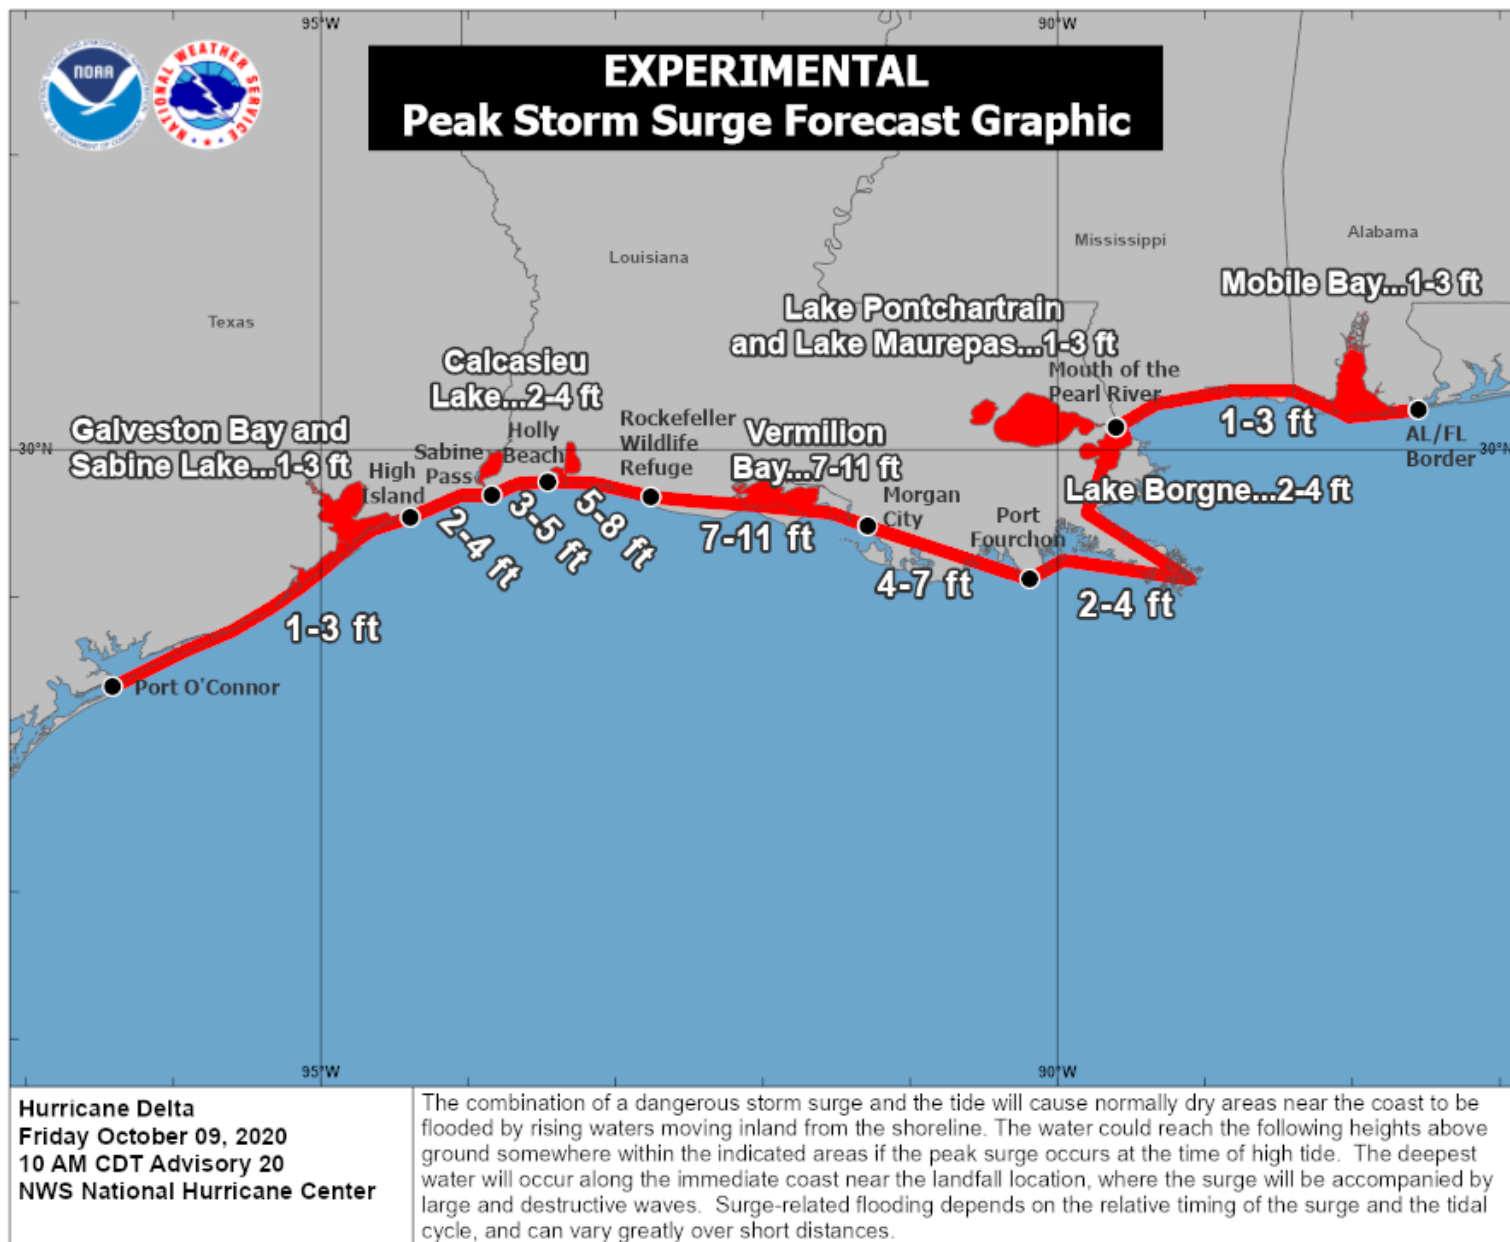 95°W
90°W
NOAA
NATIONAL WEATHER SERVICE
EXPERIMENTAL
Peak Storm Surge Forecast Graphic
Mississippi
Alabama
Louisiana
Texas
Mobile Bay...1-3 ft
Lake Pontchartrain
and Lake Maurepas...1-3 ft
Calcasieu
Lake...2-4 ft
Mouth of the
Pearl River
Galveston Bay and
Sabine Lake...1-3 ft
Rockefeller
Wildlife
Refuge
Vermilion
Bay...7-11 ft
Holly
Beach
Sabine
Pass
High
Island
30°N
30°N
1-3 ft
AL/FL
Border
Lake Borgne...2-4 ft
Morgan
City
Port
Fourchon
2-4 ft
3-5 ft
5-8 ft
7-11 ft
4-7 ft
2-4 ft
1-3 ft
Port O'Connor
95°W
90°W
Hurricane Delta
Friday October 09, 2020
10 AM CDT Advisory 20
NWS National Hurricane Center
The combination of a dangerous storm surge and the tide will cause normally dry areas near the coast to be
flooded by rising waters moving inland from the shoreline. The water could reach the following heights above
ground somewhere within the indicated areas if the peak surge occurs at the time of high tide. The deepest
water will occur along the immediate coast near the landfall location, where the surge will be accompanied by
large and destructive waves. Surge-related flooding depends on the relative timing of the surge and the tidal
cycle, and can vary greatly over short distances.